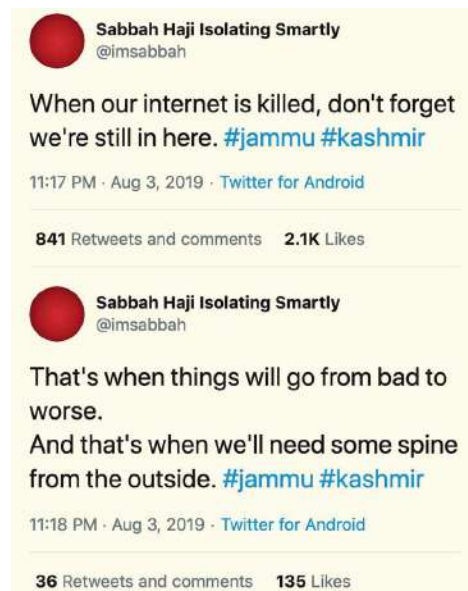 Sabbah Haji Isolating Smartly
@imsabbah
When our internet is killed, don't forget
we're still in here. #jammu #kashmir
11:17 PM · Aug 3, 2019 · Twitter for Android
841 Retweets and comments 2.1K Likes
Sabbah Haji Isolating Smartly
@imsabbah
That's when things will go from bad to
worse.
And that's when we'll need some spine
from the outside. #jammu #kashmir
11:18 PM · Aug 3, 2019 · Twitter for Android
36 Retweets and comments 135 Likes